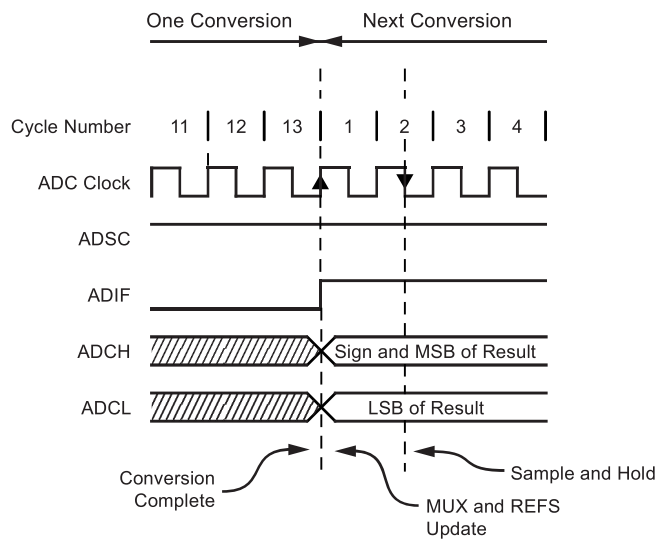 One Conversion
Next Conversion
Cycle Number 11 12 13 1 2 3 4
ADC Clock
ADSC
ADIF
ADCH Sign and MSB of Result
ADCL LSB of Result
Conversion
Complete
Sample and Hold
MUX and REFS
Update